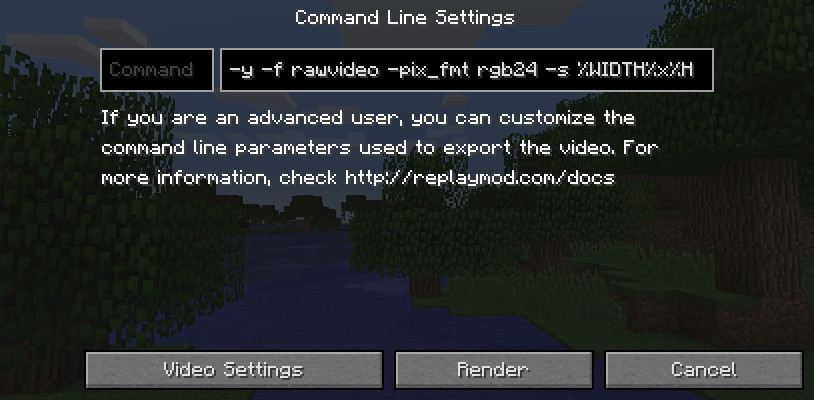 Command Line Settings
Command -y -f rawvideo -pix_fmt rgb24 -s %WIDTH%x%H
If you are an advanced user, you can customize the
command line parameters used to export the video. For
more information, check http://replaymod.com/docs
Video Settings Render Cancel